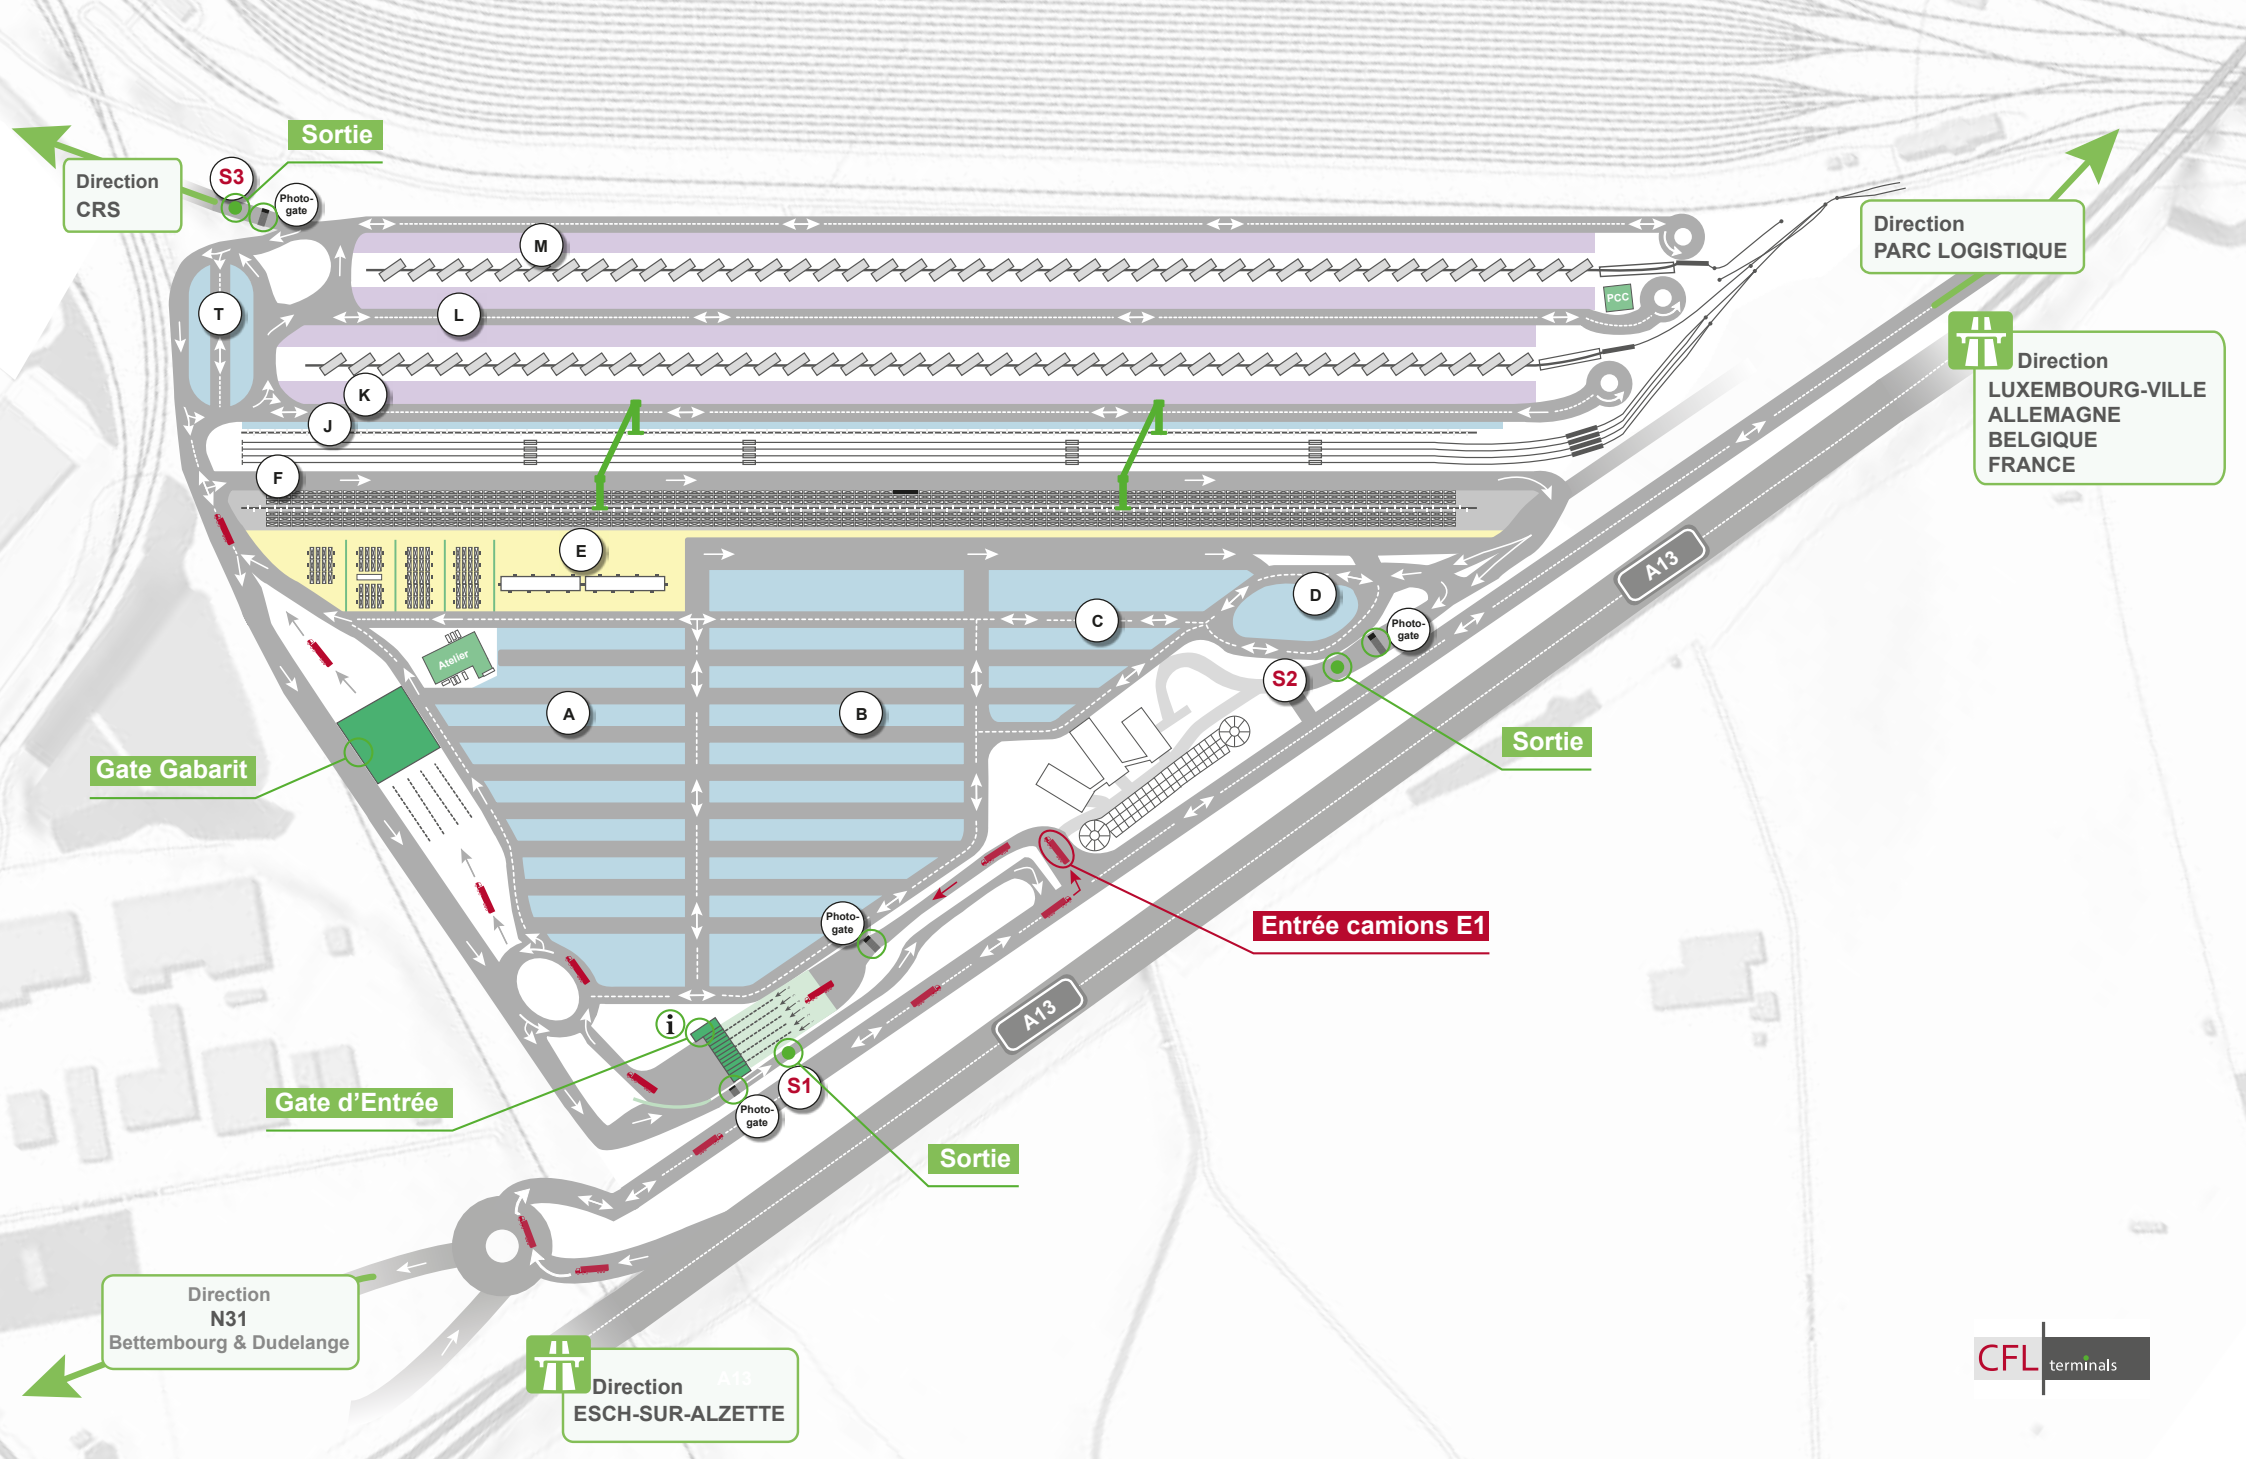 Sortie
S3
Direction
CRS
Photo-
gate
M
Direction
PARC LOGISTIQUE
T
L
PCC
Direction
LUXEMBOURG-VILLE
ALLEMAGNE
BELGIQUE
FRANCE
K
J
F
E
A13
D
C
Photo-
gate
Atelier
S2
A
B
Sortie
Gate Gabarit
Photo-
gate
Entrée camions E1
A13
i
S1
Gate d'Entrée
Photo-
gate
Sortie
Direction
N31
Bettembourg & Dudelange
A13
Direction
ESCH-SUR-ALZETTE
CFL
terminals